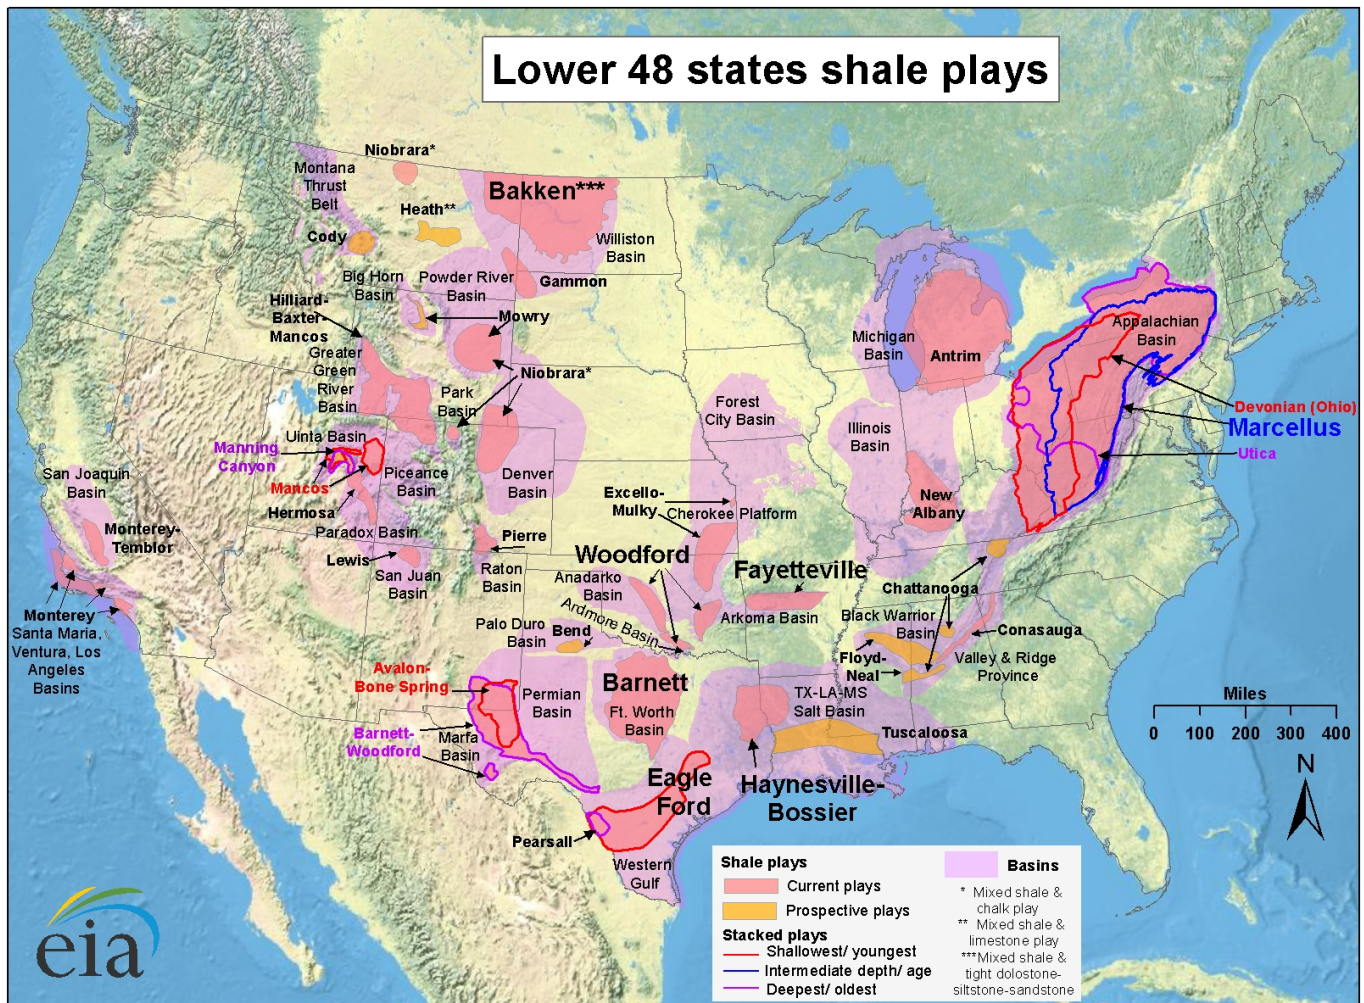 Lower 48 states shale plays
Niobrara*
Montana
Thrust
Belt
Bakken***
Heath**
Cody
Williston
Basin
Big Horn
Basin
Powder River
Basin
Gammon
Hilliard-
Baxter-
Mancos
Mowry
Greater
Green
River
Basin
Niobrara*
Park
Basin
Michigan
Basin
Antrim
Appalachian
Basin
Devonian (Ohio)
Marcellus
Utica
Forest
City Basin
Illinois
Basin
Uinta Basin
Manning
Canyon
Mancos
Piceance
Basin
Denver
Basin
San Joaquin
Basin
Monterey-
Temblor
Hermosa
Paradox Basin
Excello-
Mulky
Cherokee Platform
New
Albany
Lewis
San Juan
Basin
Pierre
Raton
Basin
Woodford
Anadarko
Basin
Ardmore Basin
Fayetteville
Arkoma Basin
Chattanooga
Black Warrior
Basin
Conasauga
Floyd-
Neal
Valley & Ridge
Province
Monterey
Santa Maria,
Ventura, Los
Angeles
Basins
Palo Duro
Basin
Bend
Avalon-
Bone Spring
Permian
Basin
Barnett
Ft. Worth
Basin
TX-LA-MS
Salt Basin
Tuscaloosa
Barnett-
Woodford
Marfa
Basin
Eagle
Ford
Haynesville-
Bossier
Pearsall
Western
Gulf
Miles
0 100 200 300 400
N
Shale plays
Current plays
Prospective plays
Stacked plays
Shallowest/ youngest
Intermediate depth/ age
Deepest/ oldest
Basins
* Mixed shale &
chalk play
** Mixed shale &
limestone play
***Mixed shale &
tight dolostone-
siltstone-sandstone
eia